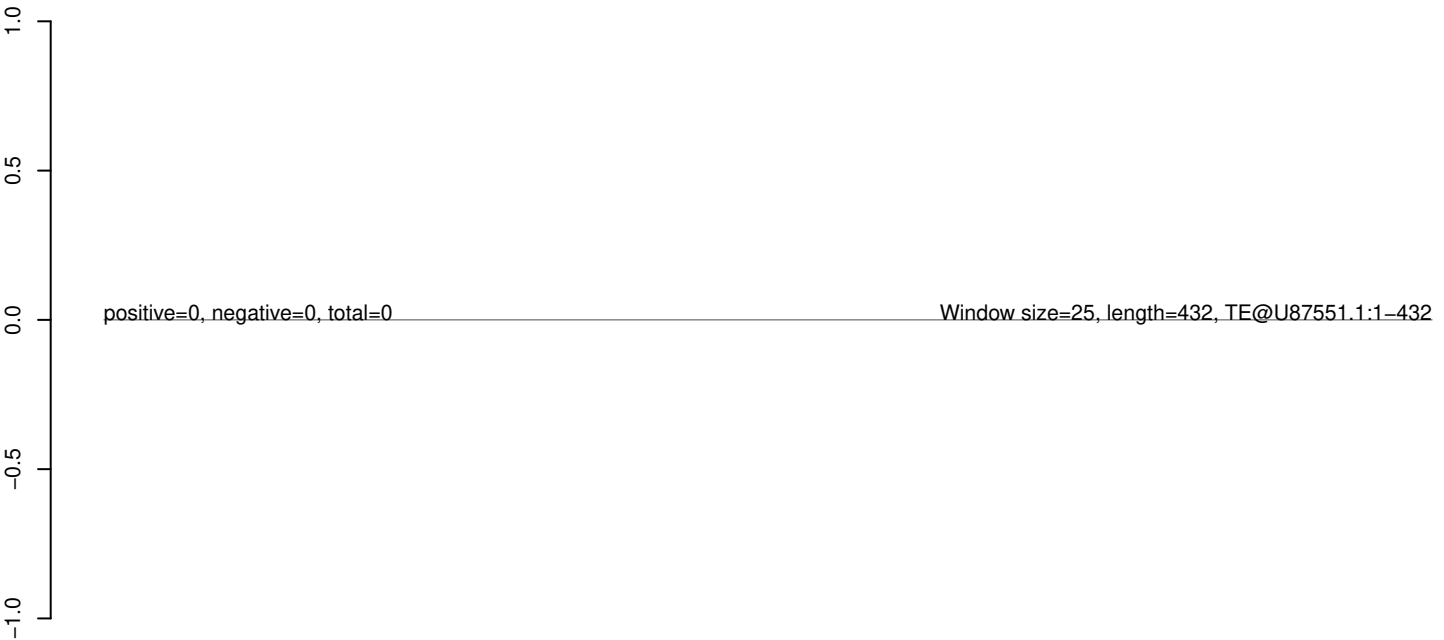 1.0
0.5
positive=0, negative=0, total=0
Window size=25, length=432, TE@U87551.1:1−432
0.0
−0.5
−1.0